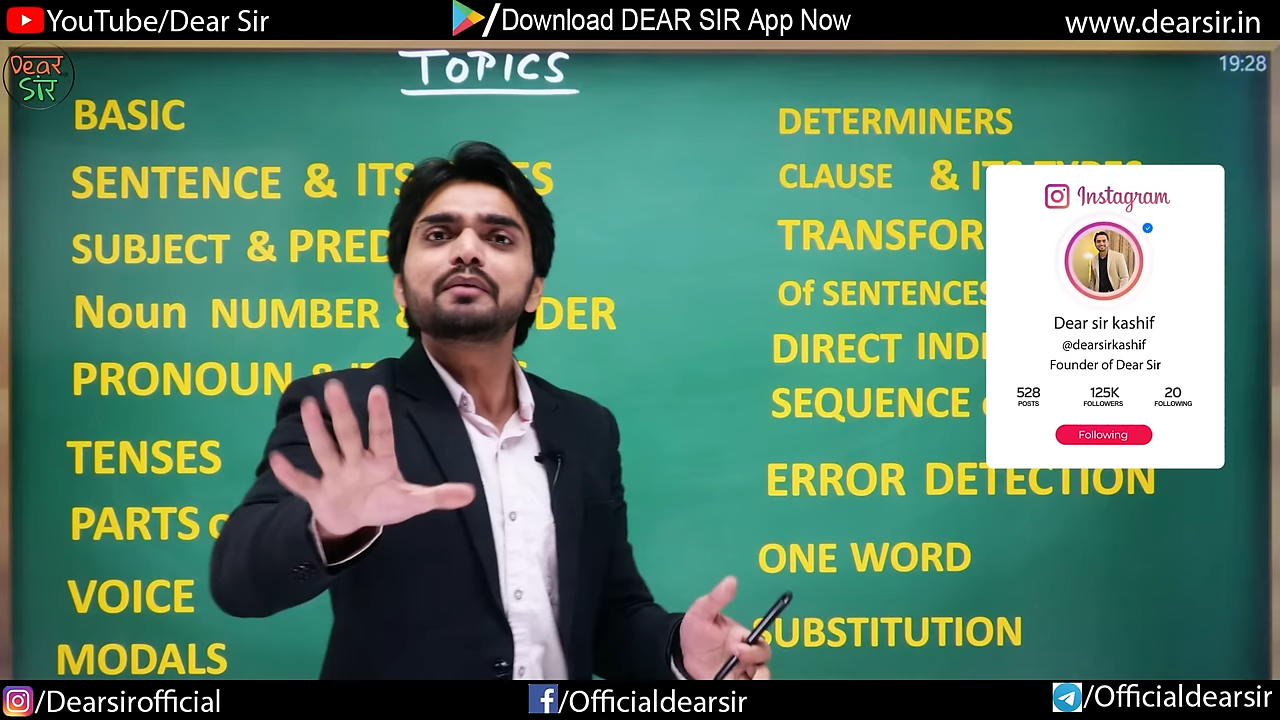 YouTube/Dear Sir
/Download DEAR SIR App Now
www.dearsir.in
Dear
सर
19:28
TOPICS
BASIC
SENTENCE & ITS
SUBJECT & PRED
Noun NUMBER
PRONOUN
TENSES
PARTS
VOICE
MODALS
DETERMINERS
CLAUSE & ITS TYPES
TRANSFOR
Of SENTENCES
DIRECT INDI
SEQUENCE
ERROR DETECTION
ONE WORD
SUBSTITUTION
Instagram
Dear sir kashif
@dearsirkashif
Founder of Dear Sir
528 125K 20
POSTS FOLLOWERS FOLLOWING
Following
/Dearsirofficial
/Officialdearsir
/Officialdearsir